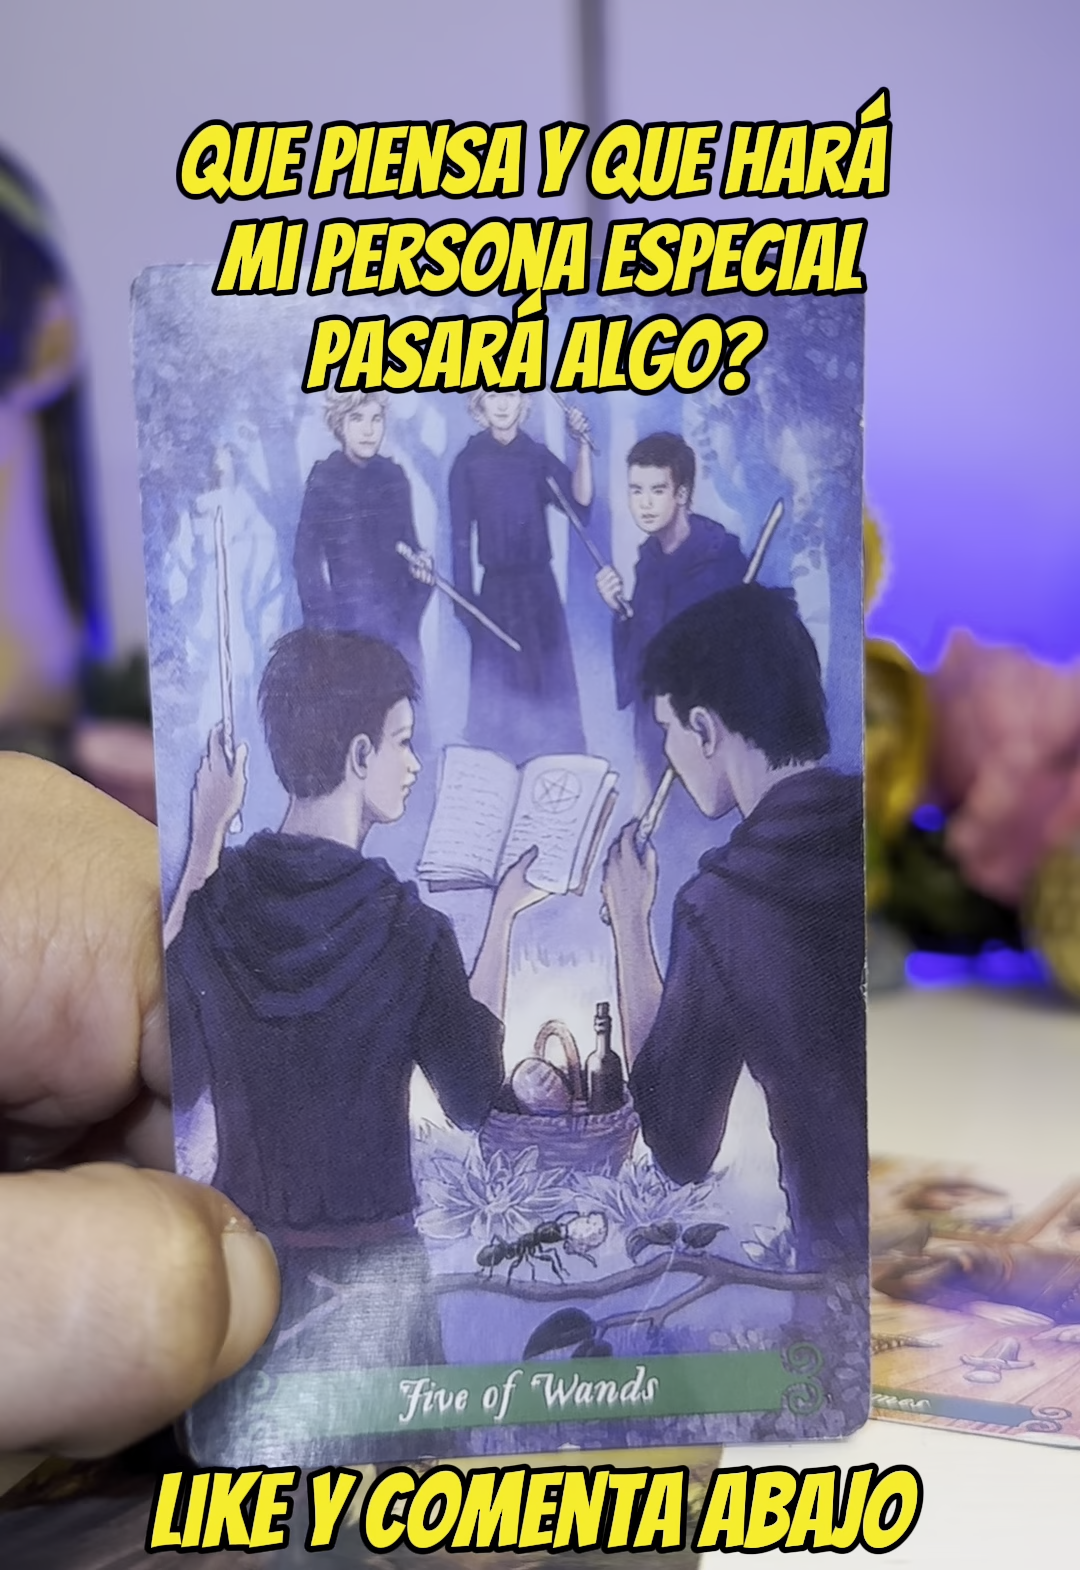 QUE PIENSA Y QUE HARÁ
MI PERSONA ESPECIAL
PASARÁ ALGO?
Five of Wands
LIKE Y COMENTA ABAJO